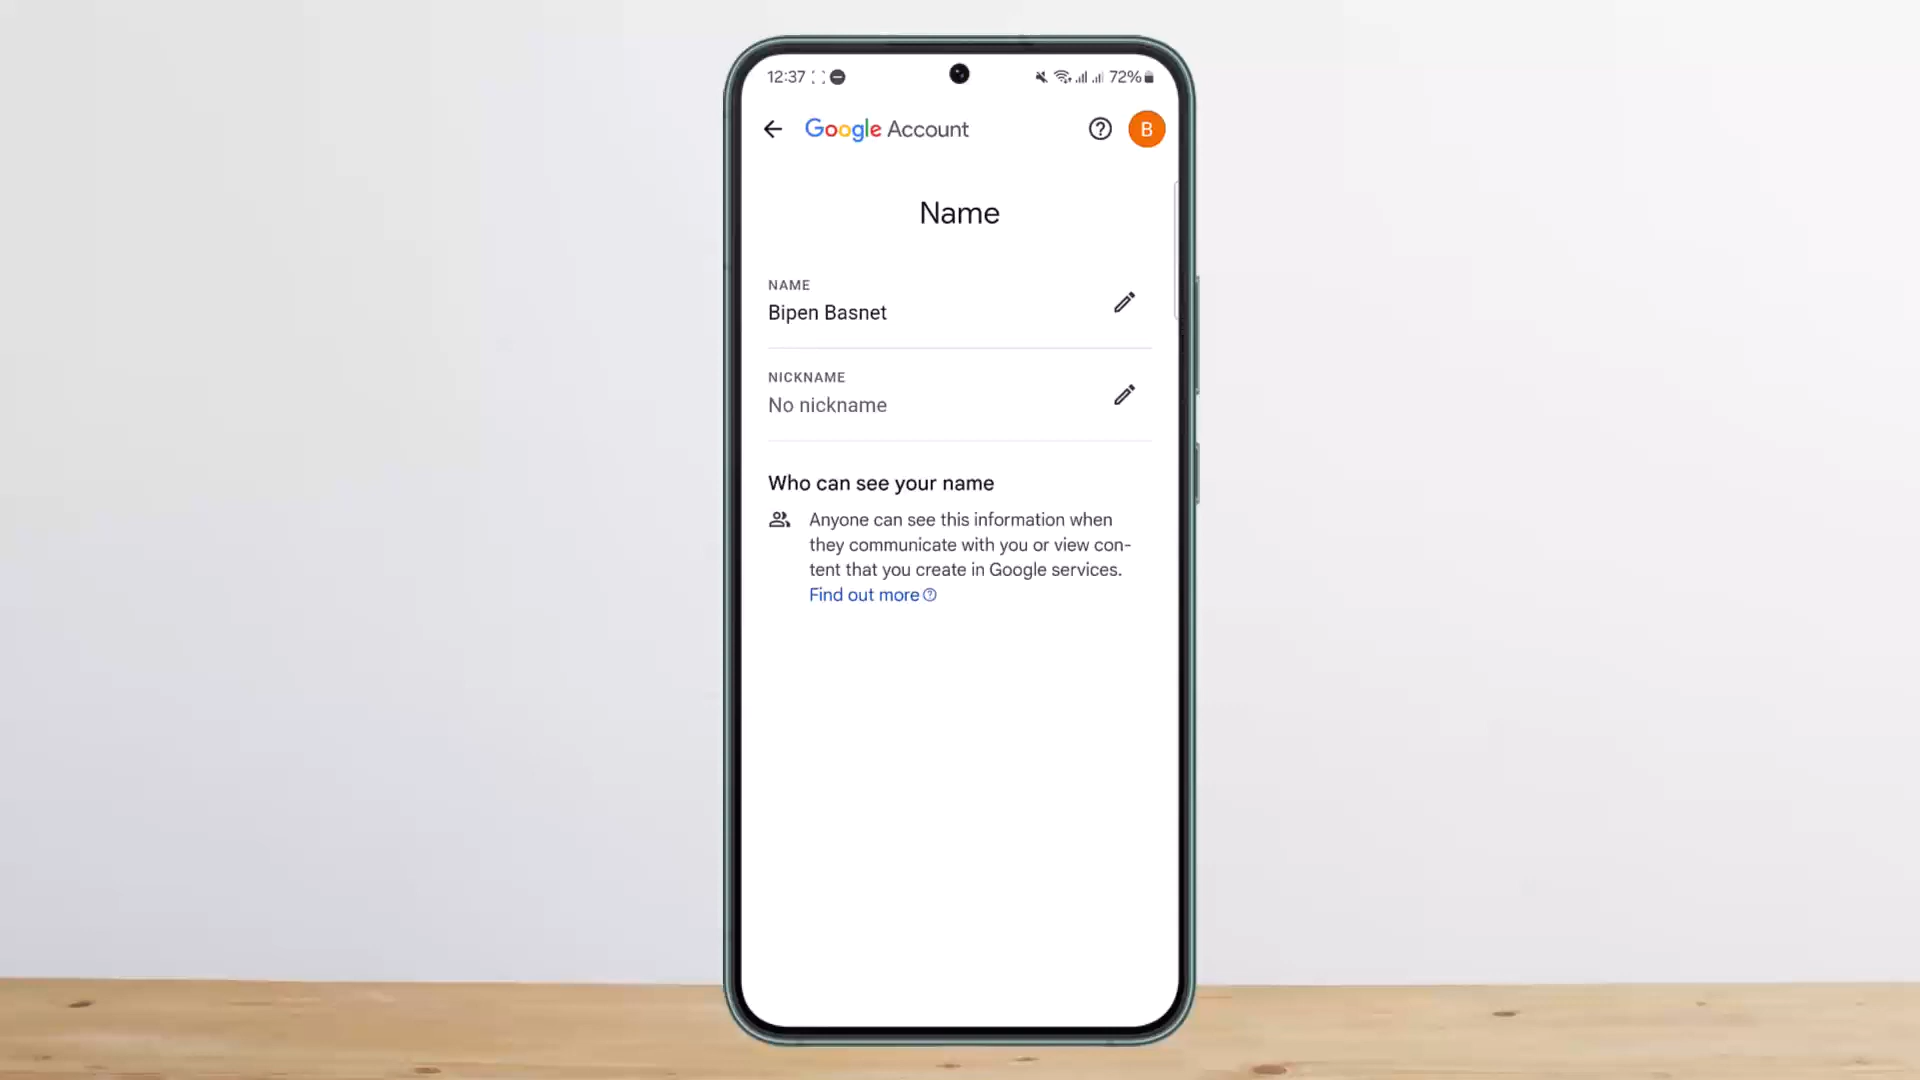 12:37 72%
Google Account B
Name
NAME
Bipen Basnet
NICKNAME
No nickname
Who can see your name
Anyone can see this information when
they communicate with you or view con-
tent that you create in Google services.
Find out more